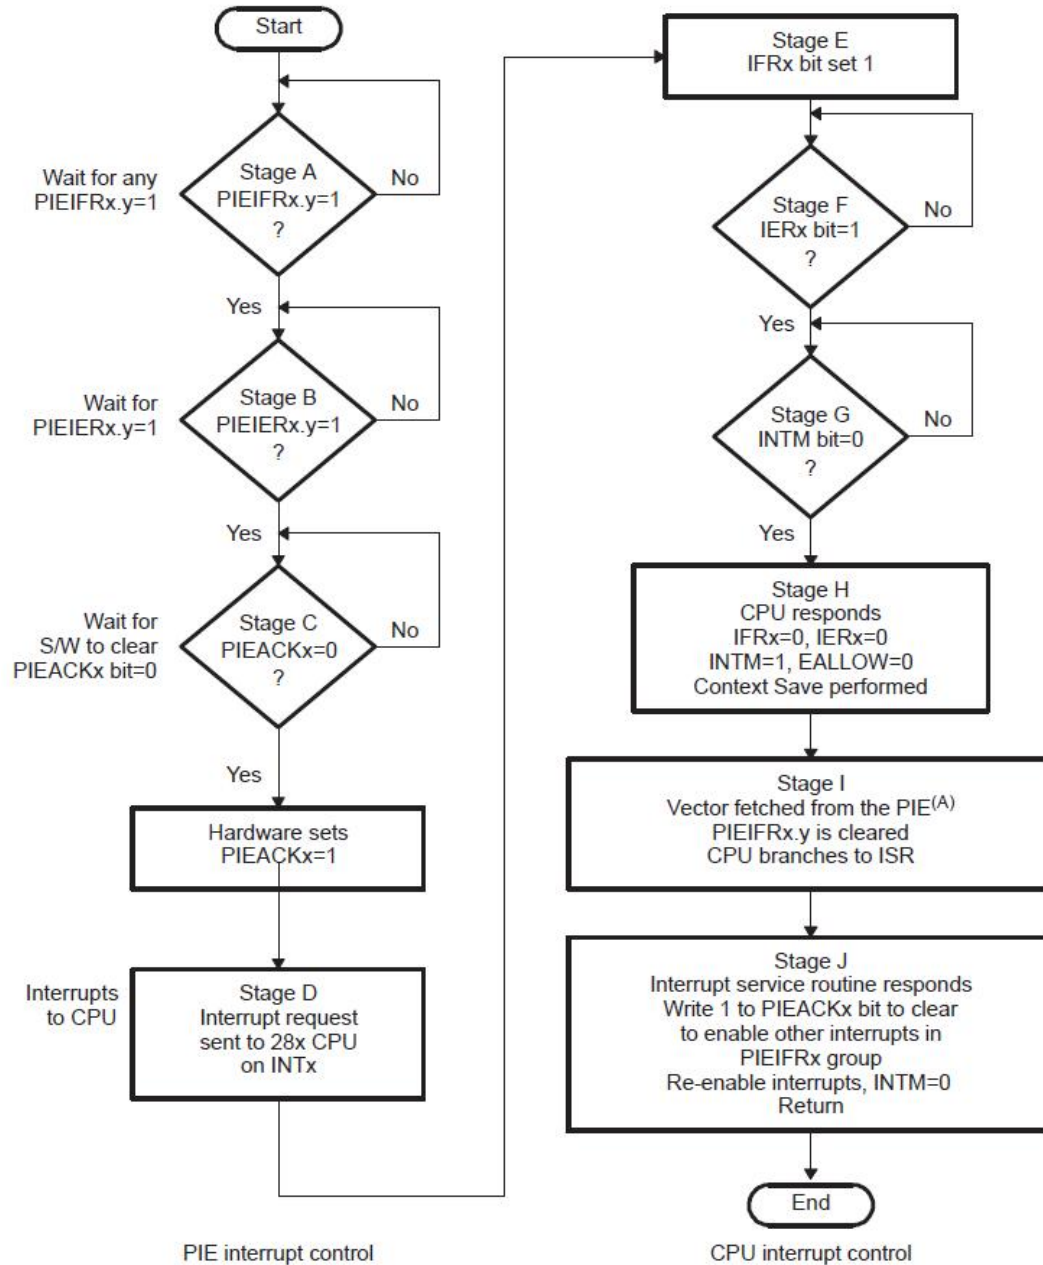 Start
Wait for any
PIEIFRx.y=1
Stage A
PIEIFRx.y=1
?
No
Yes
Wait for
PIEIERx.y=1
Stage B
PIEIERx.y=1
?
No
Yes
Wait for
S/W to clear
PIEACKx bit=0
Stage C
PIEACKx=0
?
No
Yes
Hardware sets
PIEACKx=1
Interrupts
to CPU
Stage D
Interrupt request
sent to 28x CPU
on INTx
PIE interrupt control
Stage E
IFRx bit set 1
Stage F
IERx bit=1
?
No
Yes
Stage G
INTM bit=0
?
No
Yes
Stage H
CPU responds
IFRx=0, IERx=0
INTM=1, EALLOW=0
Context Save performed
Stage I
Vector fetched from the PIE(A)
PIEIFRx.y is cleared
CPU branches to ISR
Stage J
Interrupt service routine responds
Write 1 to PIEACKx bit to clear
to enable other interrupts in
PIEIFRx group
Re-enable interrupts, INTM=0
Return
End
CPU interrupt control